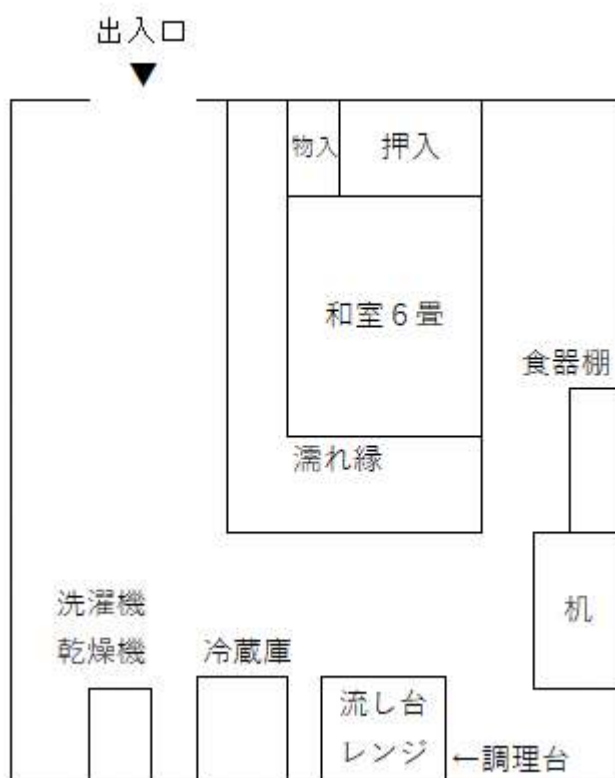 出入口
▼
物入
押入
和室6畳
食器棚
濡れ縁
机
洗濯機
乾燥機
冷蔵庫
流し台
レンジ
←調理台